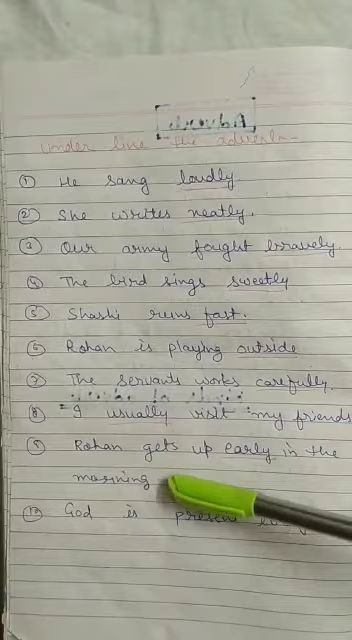 Adverb
Under line the adverb-
① He sang loudly
② She writes neatly.
③ Our army fought bravely.
④ The bird sings sweetly
⑤ Shashi runs fast.
⑥ Rohan is playing outside
⑦ The servants works carefully.
⑧ I usually visit my friends
⑨ Rohan gets up early in the
morning
⑩ God is present